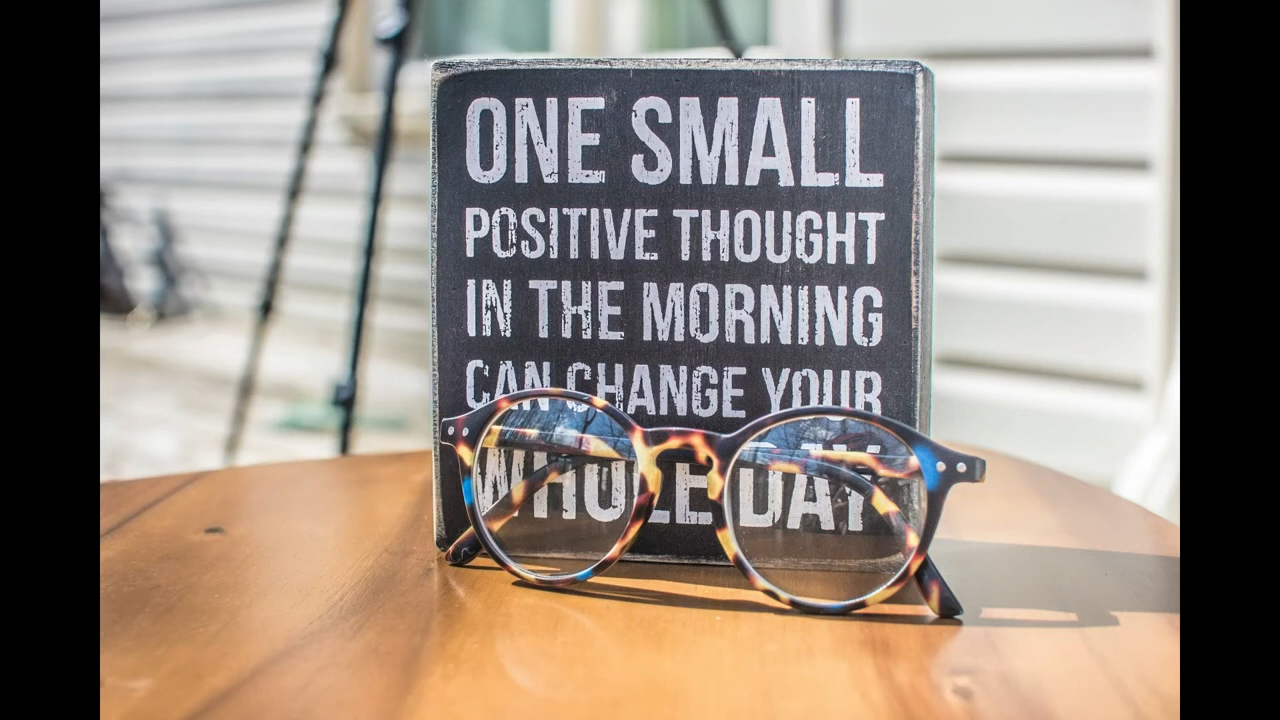 ONE SMALL
POSITIVE THOUGHT
IN THE MORNING
CAN CHANGE YOUR
WHOLE DAY